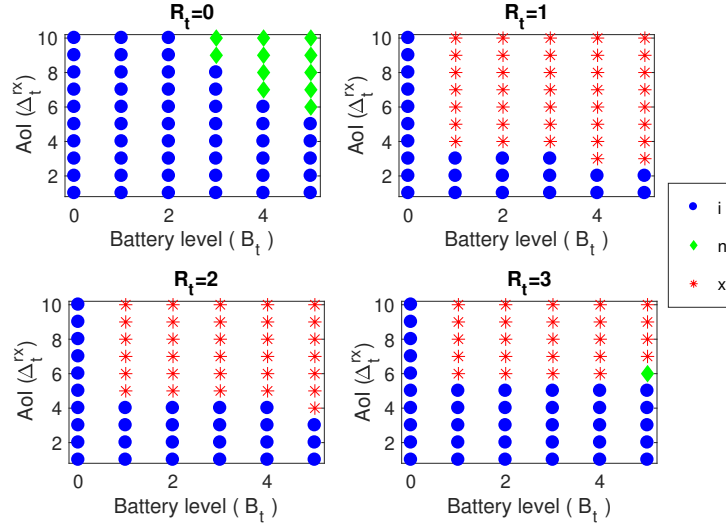 R_t=0
10
8
6
4
2
AoI (Δ_t^rx)
0 2 4
Battery level ( B_t )
R_t=1
10
8
6
4
2
AoI (Δ_t^rx)
0 2 4
Battery level ( B_t )
i
n
x
R_t=2
10
8
6
4
2
AoI (Δ_t^rx)
0 2 4
Battery level ( B_t )
R_t=3
10
8
6
4
2
AoI (Δ_t^rx)
0 2 4
Battery level ( B_t )